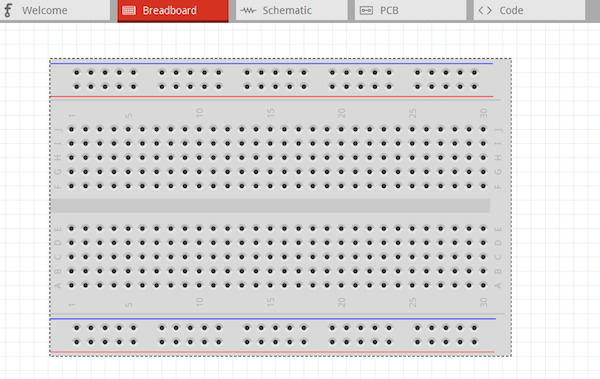 Welcome Breadboard Schematic PCB Code
1 5 10 15 20 25 30
J J
I I
H H
G G
F F
E E
D D
C C
B B
A A
1 5 10 15 20 25 30